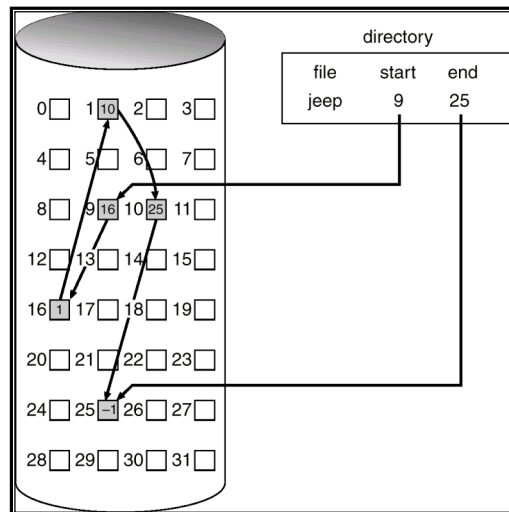 directory
file start end
jeep 9 25
0 1 10 2 3
4 5 6 7
8 9 16 10 25 11
12 13 14 15
16 1 17 18 19
20 21 22 23
24 25 –1 26 27
28 29 30 31